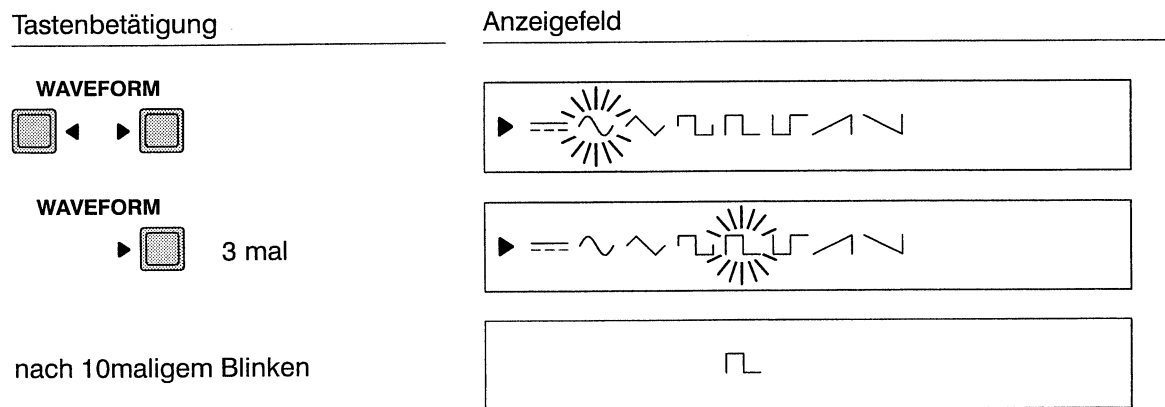 Tastenbetätigung
Anzeigefeld
WAVEFORM
WAVEFORM
3 mal
nach 10maligem Blinken